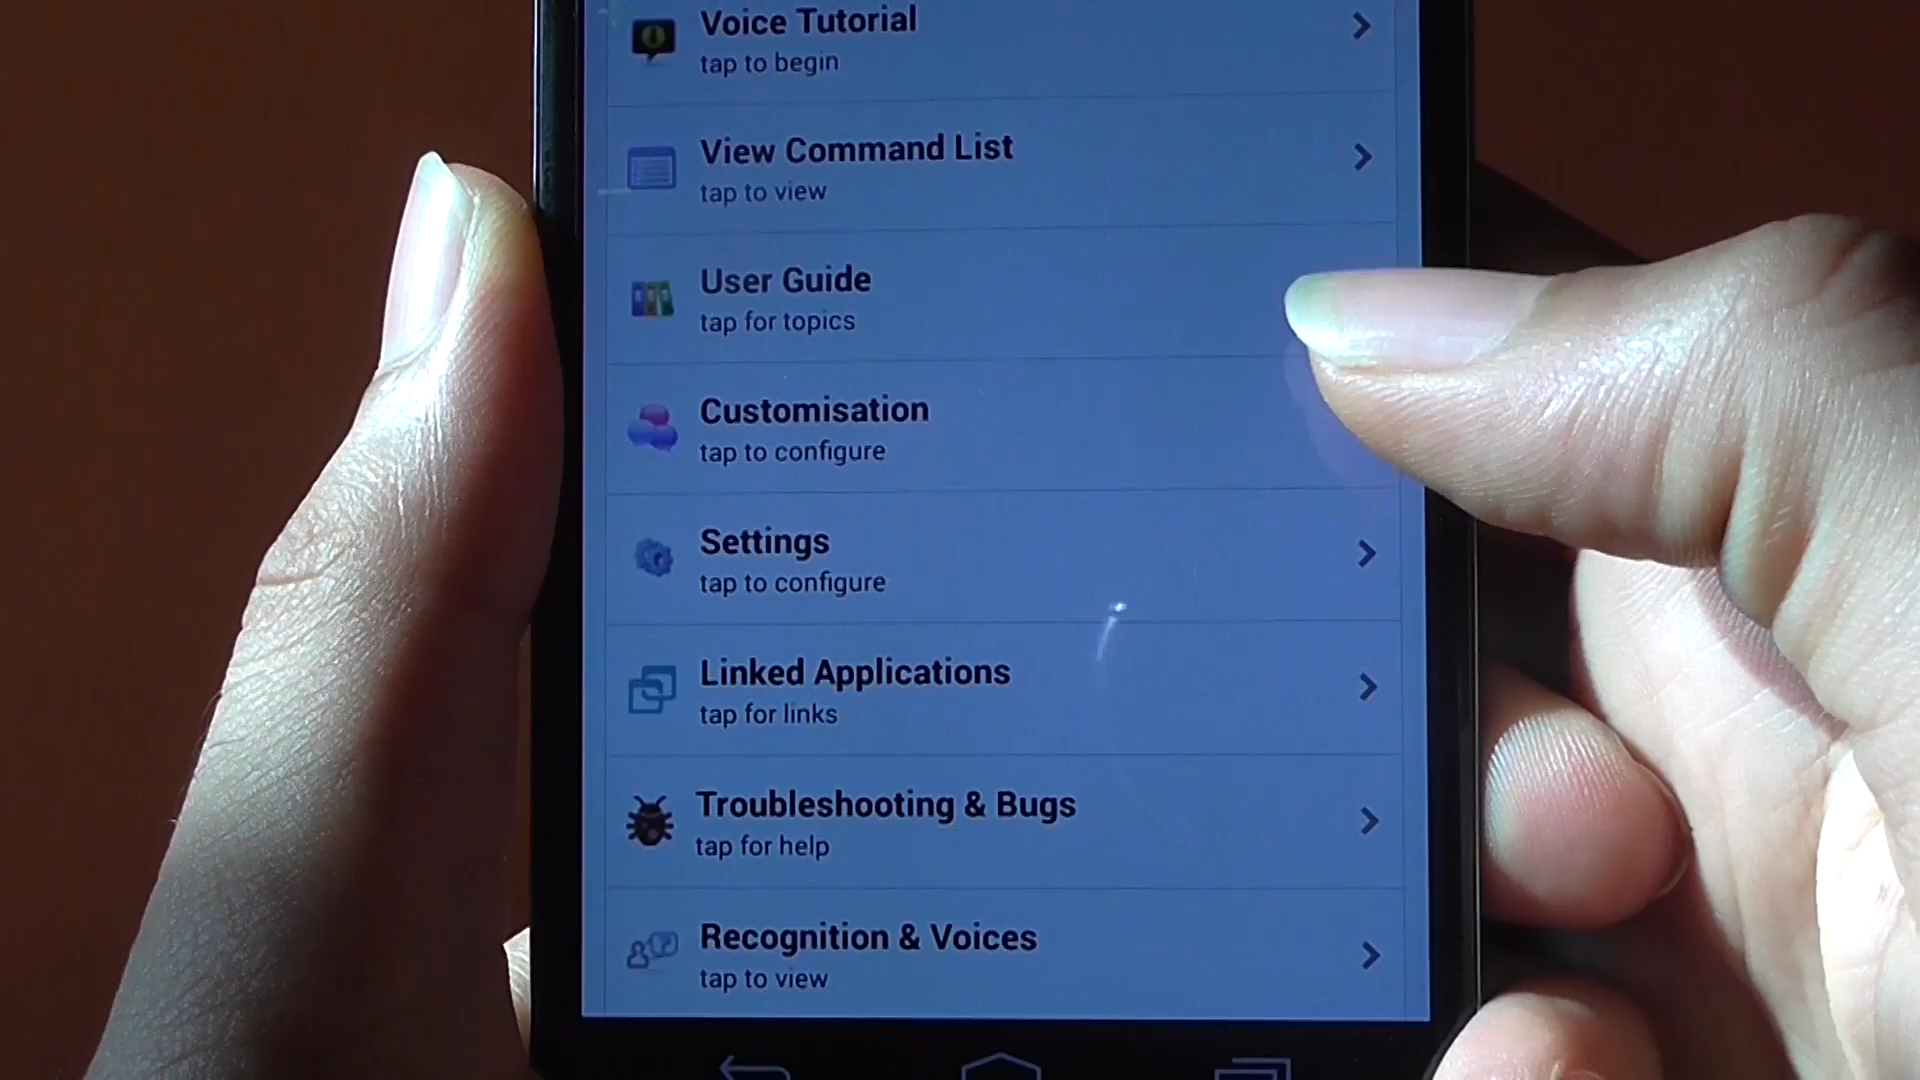 Voice Tutorial
tap to begin
View Command List
tap to view
User Guide
tap for topics
Customisation
tap to configure
Settings
tap to configure
Linked Applications
tap for links
Troubleshooting & Bugs
tap for help
Recognition & Voices
tap to view